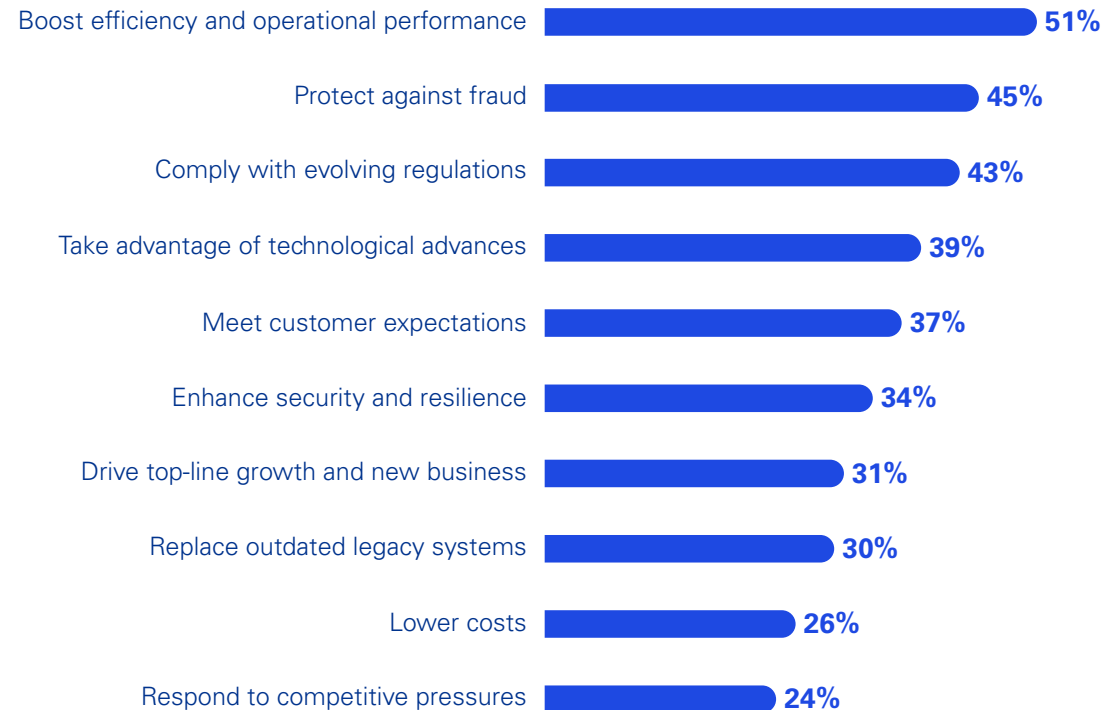 Boost efficiency and operational performance 51%
Protect against fraud 45%
Comply with evolving regulations 43%
Take advantage of technological advances 39%
Meet customer expectations 37%
Enhance security and resilience 34%
Drive top-line growth and new business 31%
Replace outdated legacy systems 30%
Lower costs 26%
Respond to competitive pressures 24%